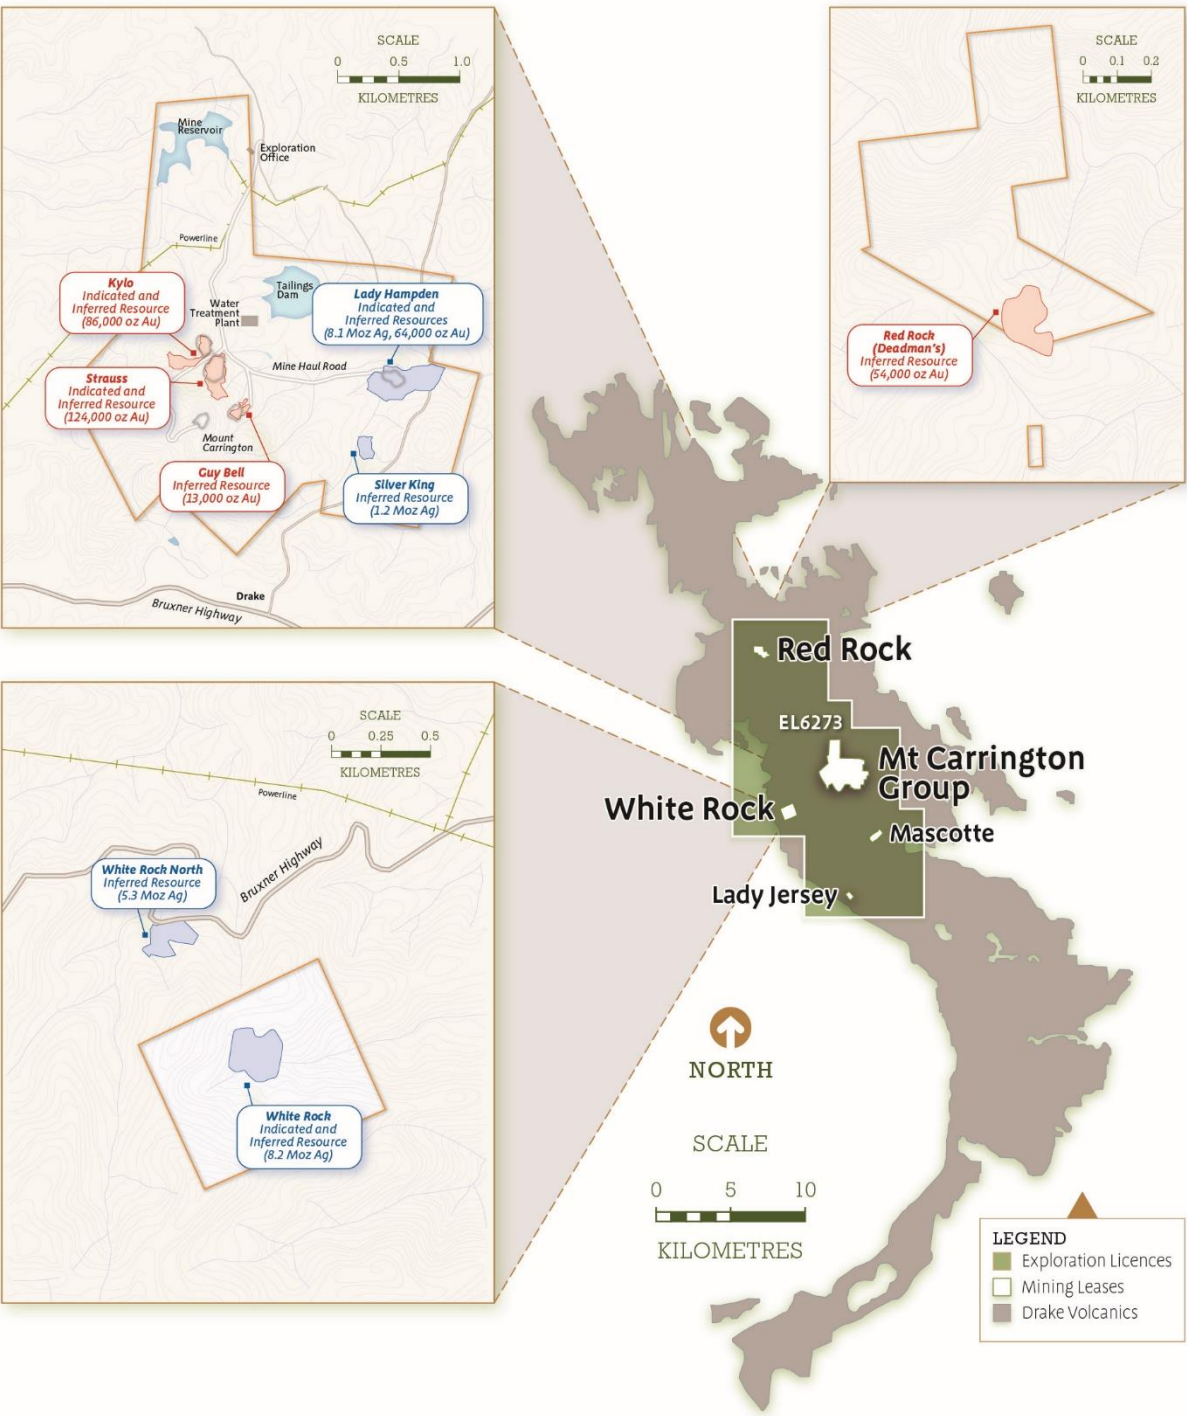 SCALE
0 0.5 1.0
KILOMETRES
Mine
Reservoir
Exploration
Office
Powerline
Kylo
Indicated and
Inferred Resource
(86,000 oz Au)
Water
Treatment
Plant
Tailings
Dam
Lady Hampden
Indicated and
Inferred Resources
(8.1 Moz Ag, 64,000 oz Au)
Mine Haul Road
Strauss
Indicated and
Inferred Resource
(124,000 oz Au)
Mount
Carrington
Guy Bell
Inferred Resource
(13,000 oz Au)
Silver King
Inferred Resource
(1.2 Moz Ag)
Drake
Bruxner Highway
SCALE
0 0.1 0.2
KILOMETRES
Red Rock
(Deadman's)
Inferred Resource
(54,000 oz Au)
SCALE
0 0.25 0.5
KILOMETRES
Powerline
Bruxner Highway
White Rock North
Inferred Resource
(5.3 Moz Ag)
White Rock
Indicated and
Inferred Resource
(8.2 Moz Ag)
Red Rock
EL6273
Mt Carrington
Group
White Rock
Mascotte
Lady Jersey
NORTH
SCALE
0 5 10
KILOMETRES
LEGEND
Exploration Licences
Mining Leases
Drake Volcanics